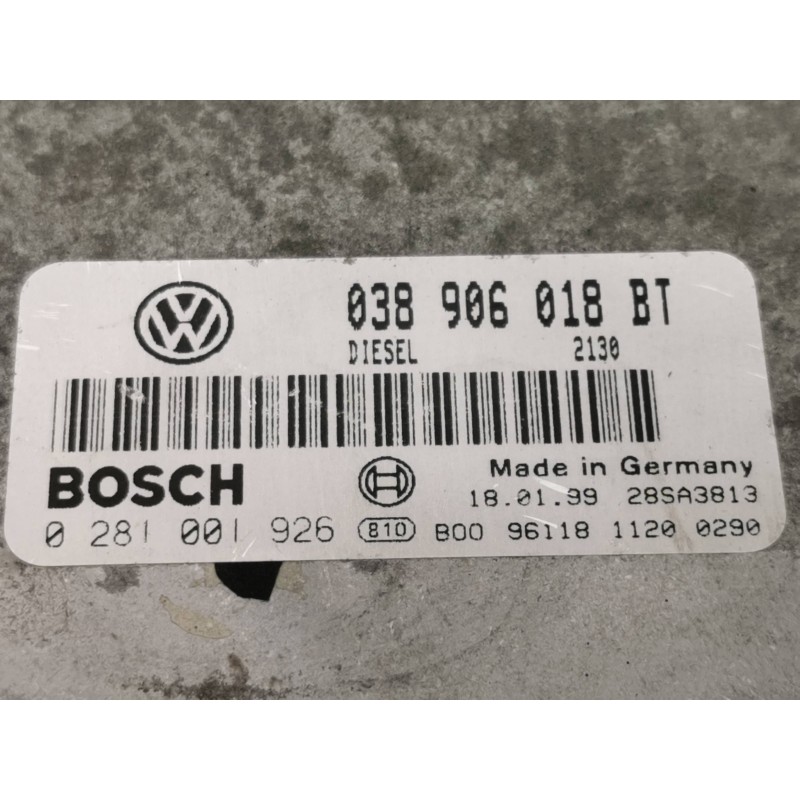 038 906 018 BT
DIESEL 2130
BOSCH
Made in Germany
18.01.99 28SA3813
0 281 001 926 810 B00 96118 1120 0290